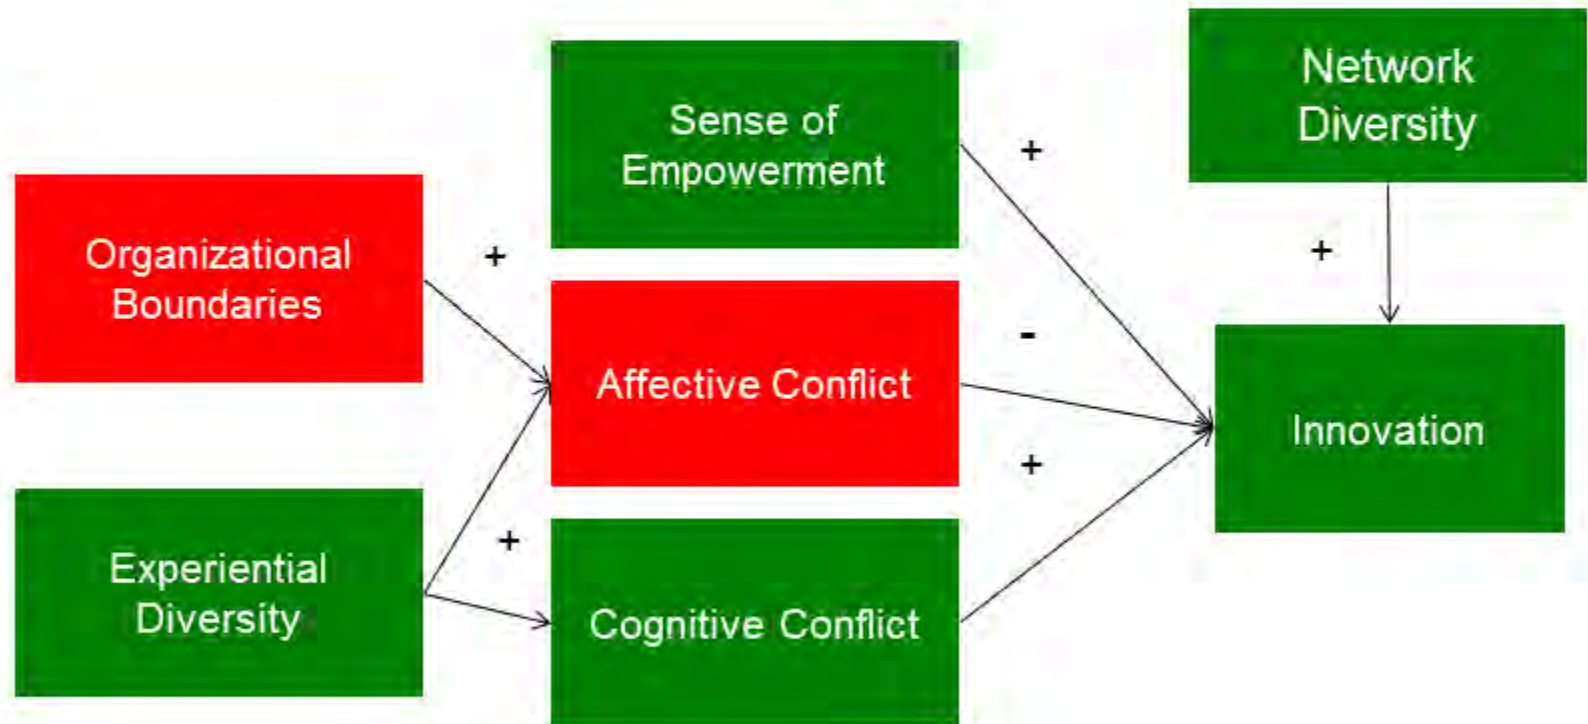 Network
Diversity
Sense of
Empowerment
+
Organizational
Boundaries
+
+
Affective Conflict
-
Innovation
+
Experiential
Diversity
+
Cognitive Conflict